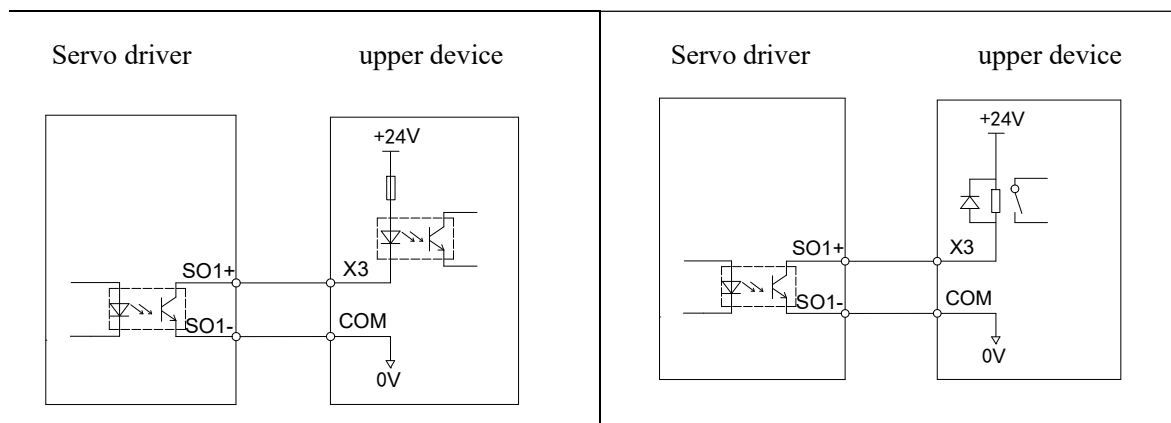 Servo driver
upper device
+24V
SO1+
X3
SO1-
COM
0V
Servo driver
upper device
+24V
SO1+
X3
SO1-
COM
0V